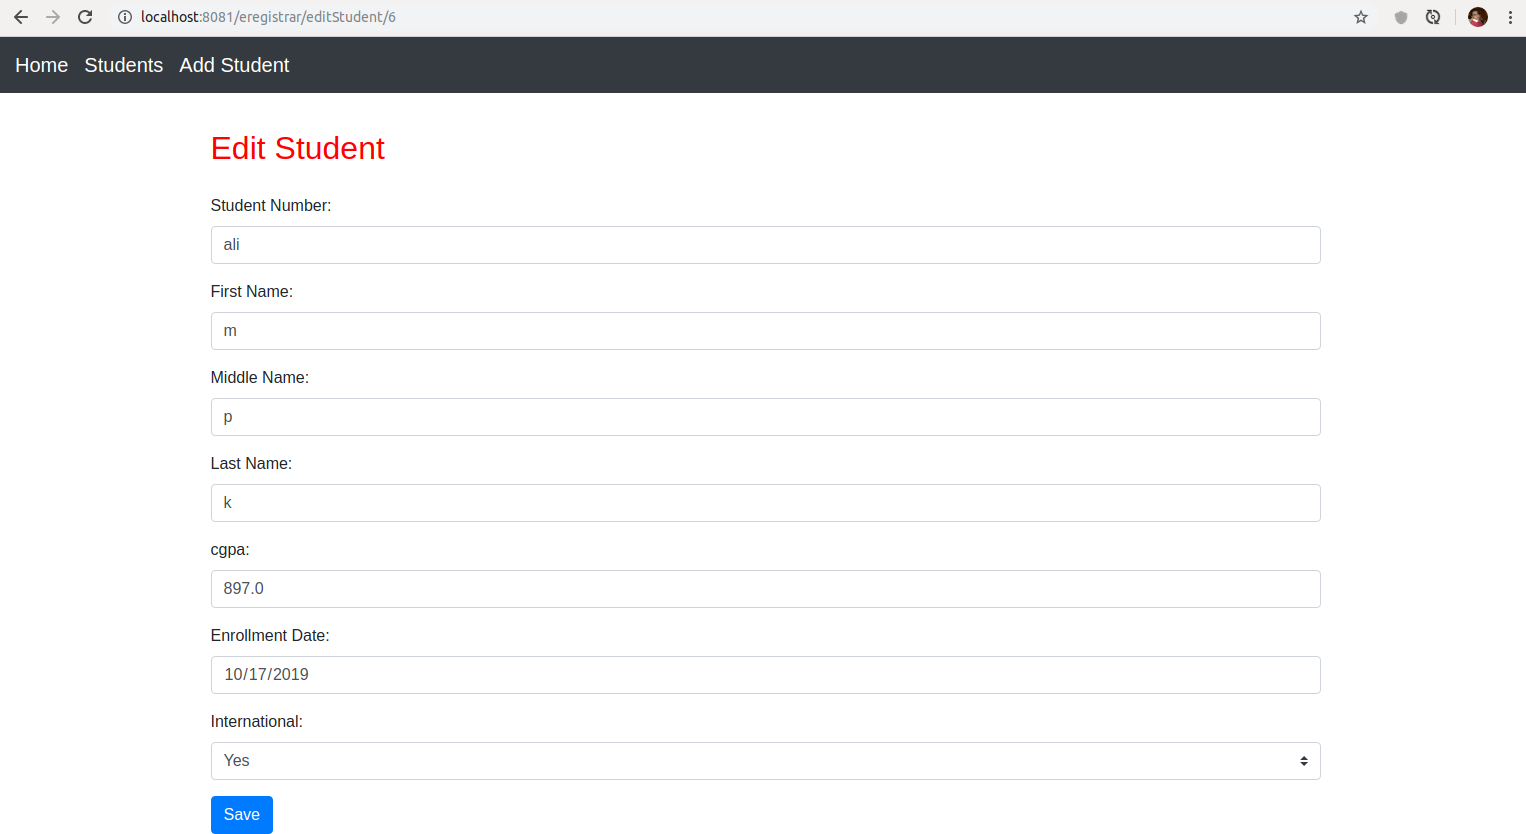 localhost:8081/eregistrar/editStudent/6
Home Students Add Student
Edit Student
Student Number:
ali
First Name:
m
Middle Name:
p
Last Name:
k
cgpa:
897.0
Enrollment Date:
10/17/2019
International:
Yes
Save